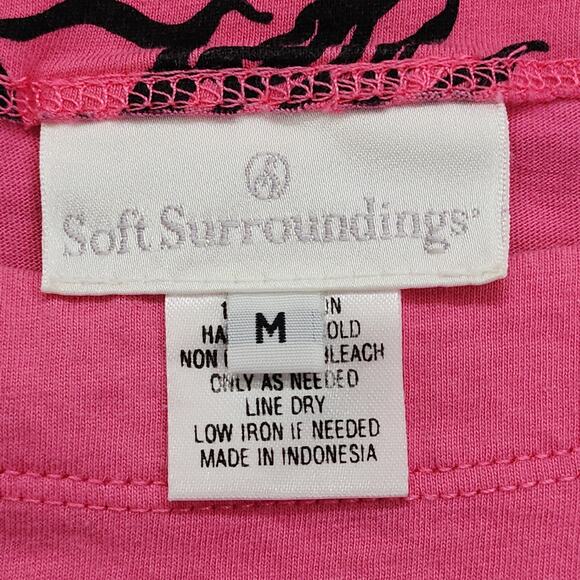 Soft Surroundings
M
NON
ONLY AS NEEDED
LINE DRY
LOW IRON IF NEEDED
MADE IN INDONESIA